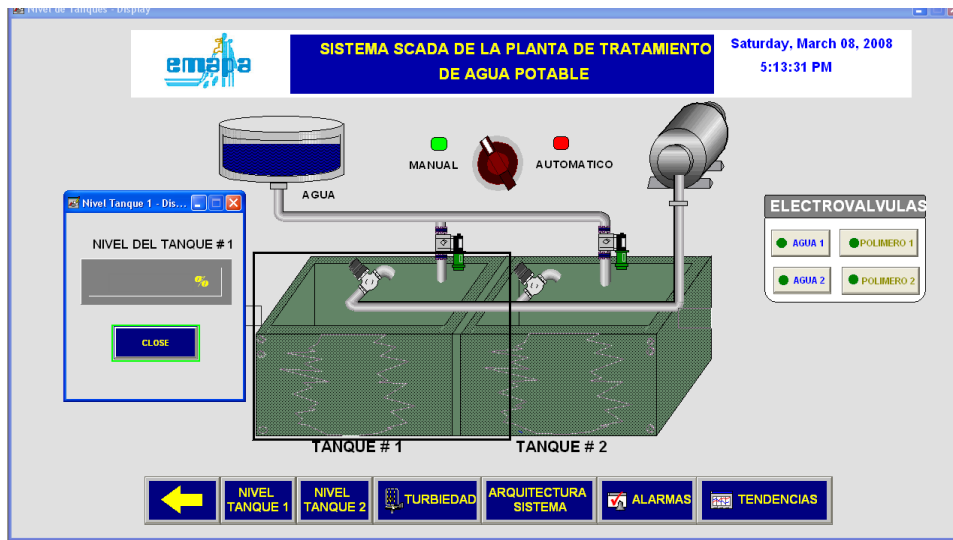 Nivel de Tanques - Display
emapa
SISTEMA SCADA DE LA PLANTA DE TRATAMIENTO
DE AGUA POTABLE
Saturday, March 08, 2008
5:13:31 PM
MANUAL
AUTOMATICO
AGUA
Nivel Tanque 1 - Dis...
NIVEL DEL TANQUE # 1
%
CLOSE
ELECTROVALVULAS
AGUA 1
POLIMERO 1
AGUA 2
POLIMERO 2
TANQUE # 1
TANQUE # 2
NIVEL
TANQUE 1
NIVEL
TANQUE 2
TURBIEDAD
ARQUITECTURA
SISTEMA
ALARMAS
TENDENCIAS